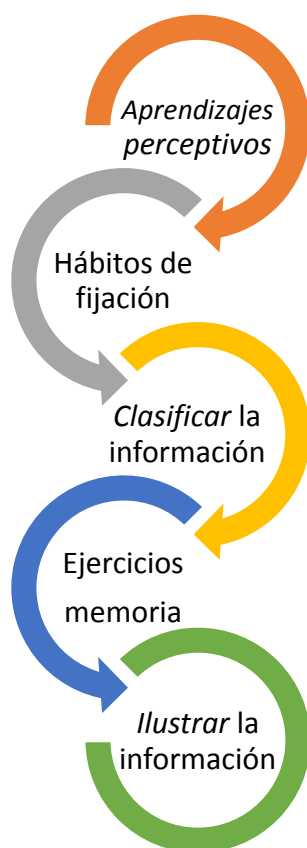 Aprendizajes
perceptivos
Hábitos de
fijación
Clasificar la
información
Ejercicios
memoria
Ilustrar la
información